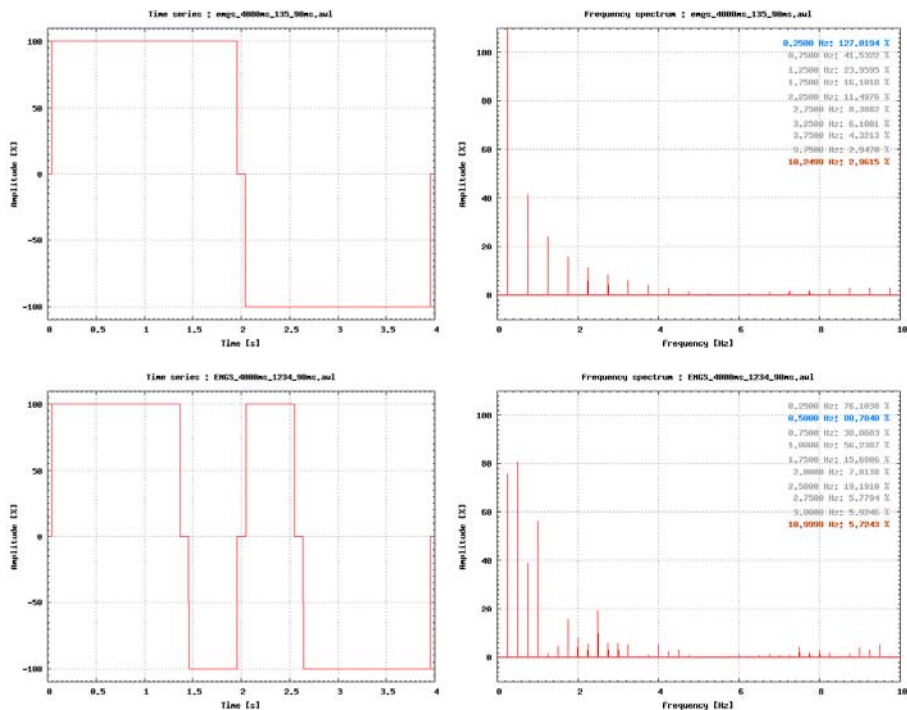 Time series : emgs_4000ms_135_90ms.awl
Amplitude [%]
100
50
0
-50
-100
0 0.5 1 1.5 2 2.5 3 3.5 4
Time [s]
Frequency spectrum : emgs_4000ms_135_90ms.awl
Amplitude [%]
100
80
60
40
20
0
0.2500 Hz: 127.0194 %
0.7500 Hz: 41.5322 %
1.2500 Hz: 23.9595 %
1.7500 Hz: 16.1018 %
2.2500 Hz: 11.4976 %
2.7500 Hz: 8.3882 %
3.2500 Hz: 6.1001 %
3.7500 Hz: 4.3213 %
9.7500 Hz: 2.9470 %
10.2499 Hz: 2.9615 %
0 2 4 6 8 10
Frequency [Hz]
Time series : EMGS_4000ms_1234_90ms.awl
Amplitude [%]
100
50
0
-50
-100
0 0.5 1 1.5 2 2.5 3 3.5 4
Time [s]
Frequency spectrum : EMGS_4000ms_1234_90ms.awl
Amplitude [%]
100
80
60
40
20
0
0.2500 Hz: 76.1030 %
0.5000 Hz: 80.7040 %
0.7500 Hz:
1.0000 Hz: 56.2387 %
1.7500 Hz: 15.6806 %
2.0000 Hz: 7.8138 %
2.5000 Hz: 19.1910 %
2.7500 Hz: 5.7794 %
3.0000 Hz: 5.9246 %
10.9999 Hz: 5.7243 %
0 2 4 6 8 10
Frequency [Hz]